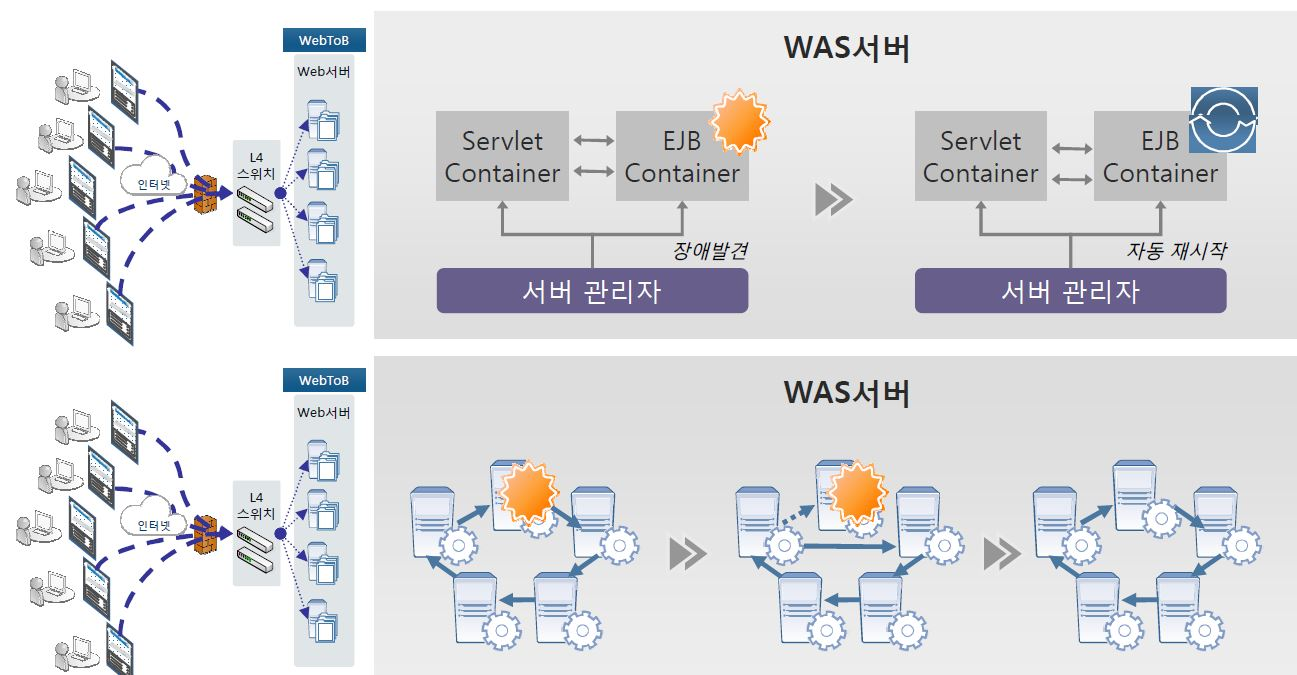 WebToB
Web서버
인터넷
L4
스위치
WAS서버
Servlet
Container
EJB
Container
장애발견
서버 관리자
Servlet
Container
EJB
Container
자동 재시작
서버 관리자
WebToB
Web서버
인터넷
L4
스위치
WAS서버